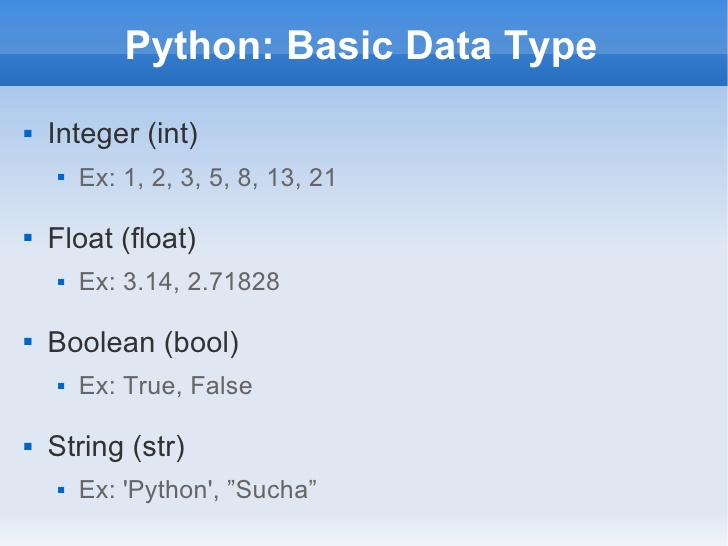 Python: Basic Data Type
Integer (int)
Ex: 1, 2, 3, 5, 8, 13, 21
Float (float)
Ex: 3.14, 2.71828
Boolean (bool)
Ex: True, False
String (str)
Ex: 'Python', ”Sucha”